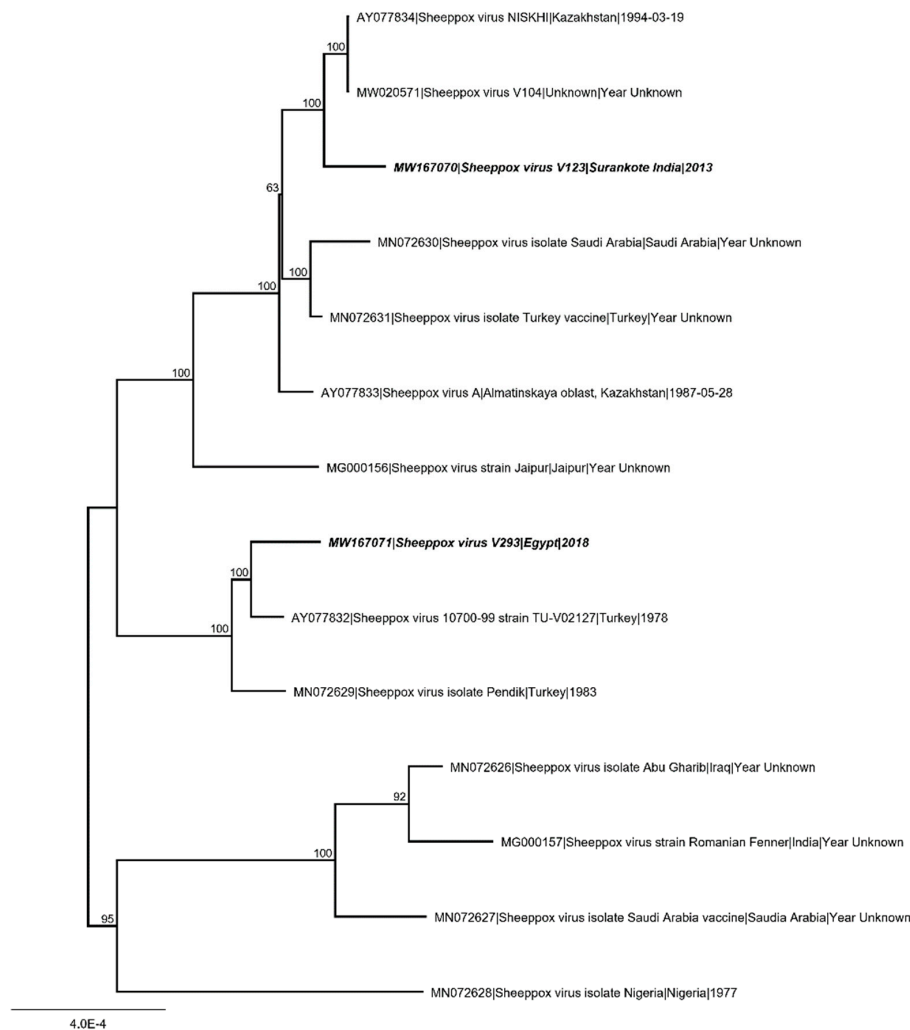 AY077834|Sheeppox virus NISKHI|Kazakhstan|1994-03-19
100
MW020571|Sheeppox virus V104|Unknown|Year Unknown
100
MW167070|Sheeppox virus V123|Surankote India|2013
63
MN072630|Sheeppox virus isolate Saudi Arabia|Saudi Arabia|Year Unknown
100
100
MN072631|Sheeppox virus isolate Turkey vaccine|Turkey|Year Unknown
100
AY077833|Sheeppox virus A|Almatinskaya oblast, Kazakhstan|1987-05-28
MG000156|Sheeppox virus strain Jaipur|Jaipur|Year Unknown
MW167071|Sheeppox virus V293|Egypt|2018
100
AY077832|Sheeppox virus 10700-99 strain TU-V02127|Turkey|1978
100
MN072629|Sheeppox virus isolate Pendik|Turkey|1983
MN072626|Sheeppox virus isolate Abu Gharib|Iraq|Year Unknown
92
MG000157|Sheeppox virus strain Romanian Fenner|India|Year Unknown
100
MN072627|Sheeppox virus isolate Saudi Arabia vaccine|Saudia Arabia|Year Unknown
95
MN072628|Sheeppox virus isolate Nigeria|Nigeria|1977
4.0E-4